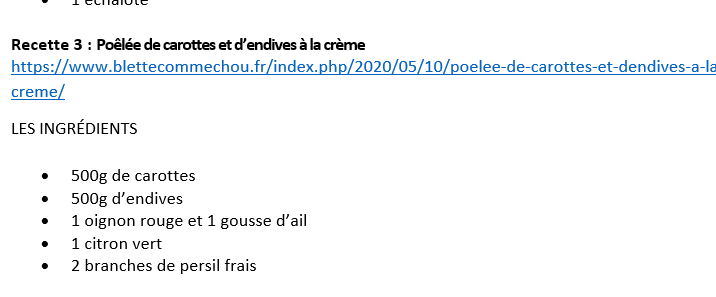 • 1 échalote
Recette 3 : Poêlée de carottes et d’endives à la crème
https://www.blettecommechou.fr/index.php/2020/05/10/poelee-de-carottes-et-dendives-a-la
creme/
LES INGRÉDIENTS
• 500g de carottes
• 500g d’endives
• 1 oignon rouge et 1 gousse d’ail
• 1 citron vert
• 2 branches de persil frais